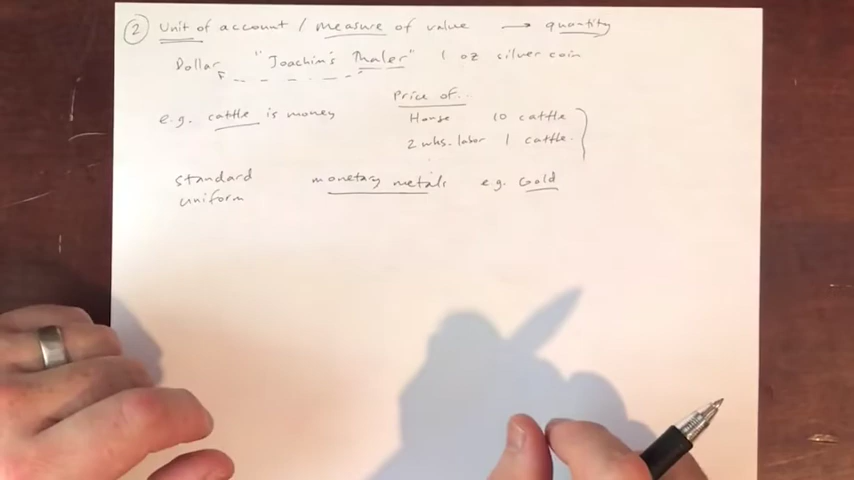 ② Unit of account / measure of value → quantity
Dollar "Joachim's Thaler" 1 oz silver coin
Price of..
e.g. cattle is money House 10 cattle
2 wks. labor 1 cattle.
standard monetary metals e.g. Gold
uniform